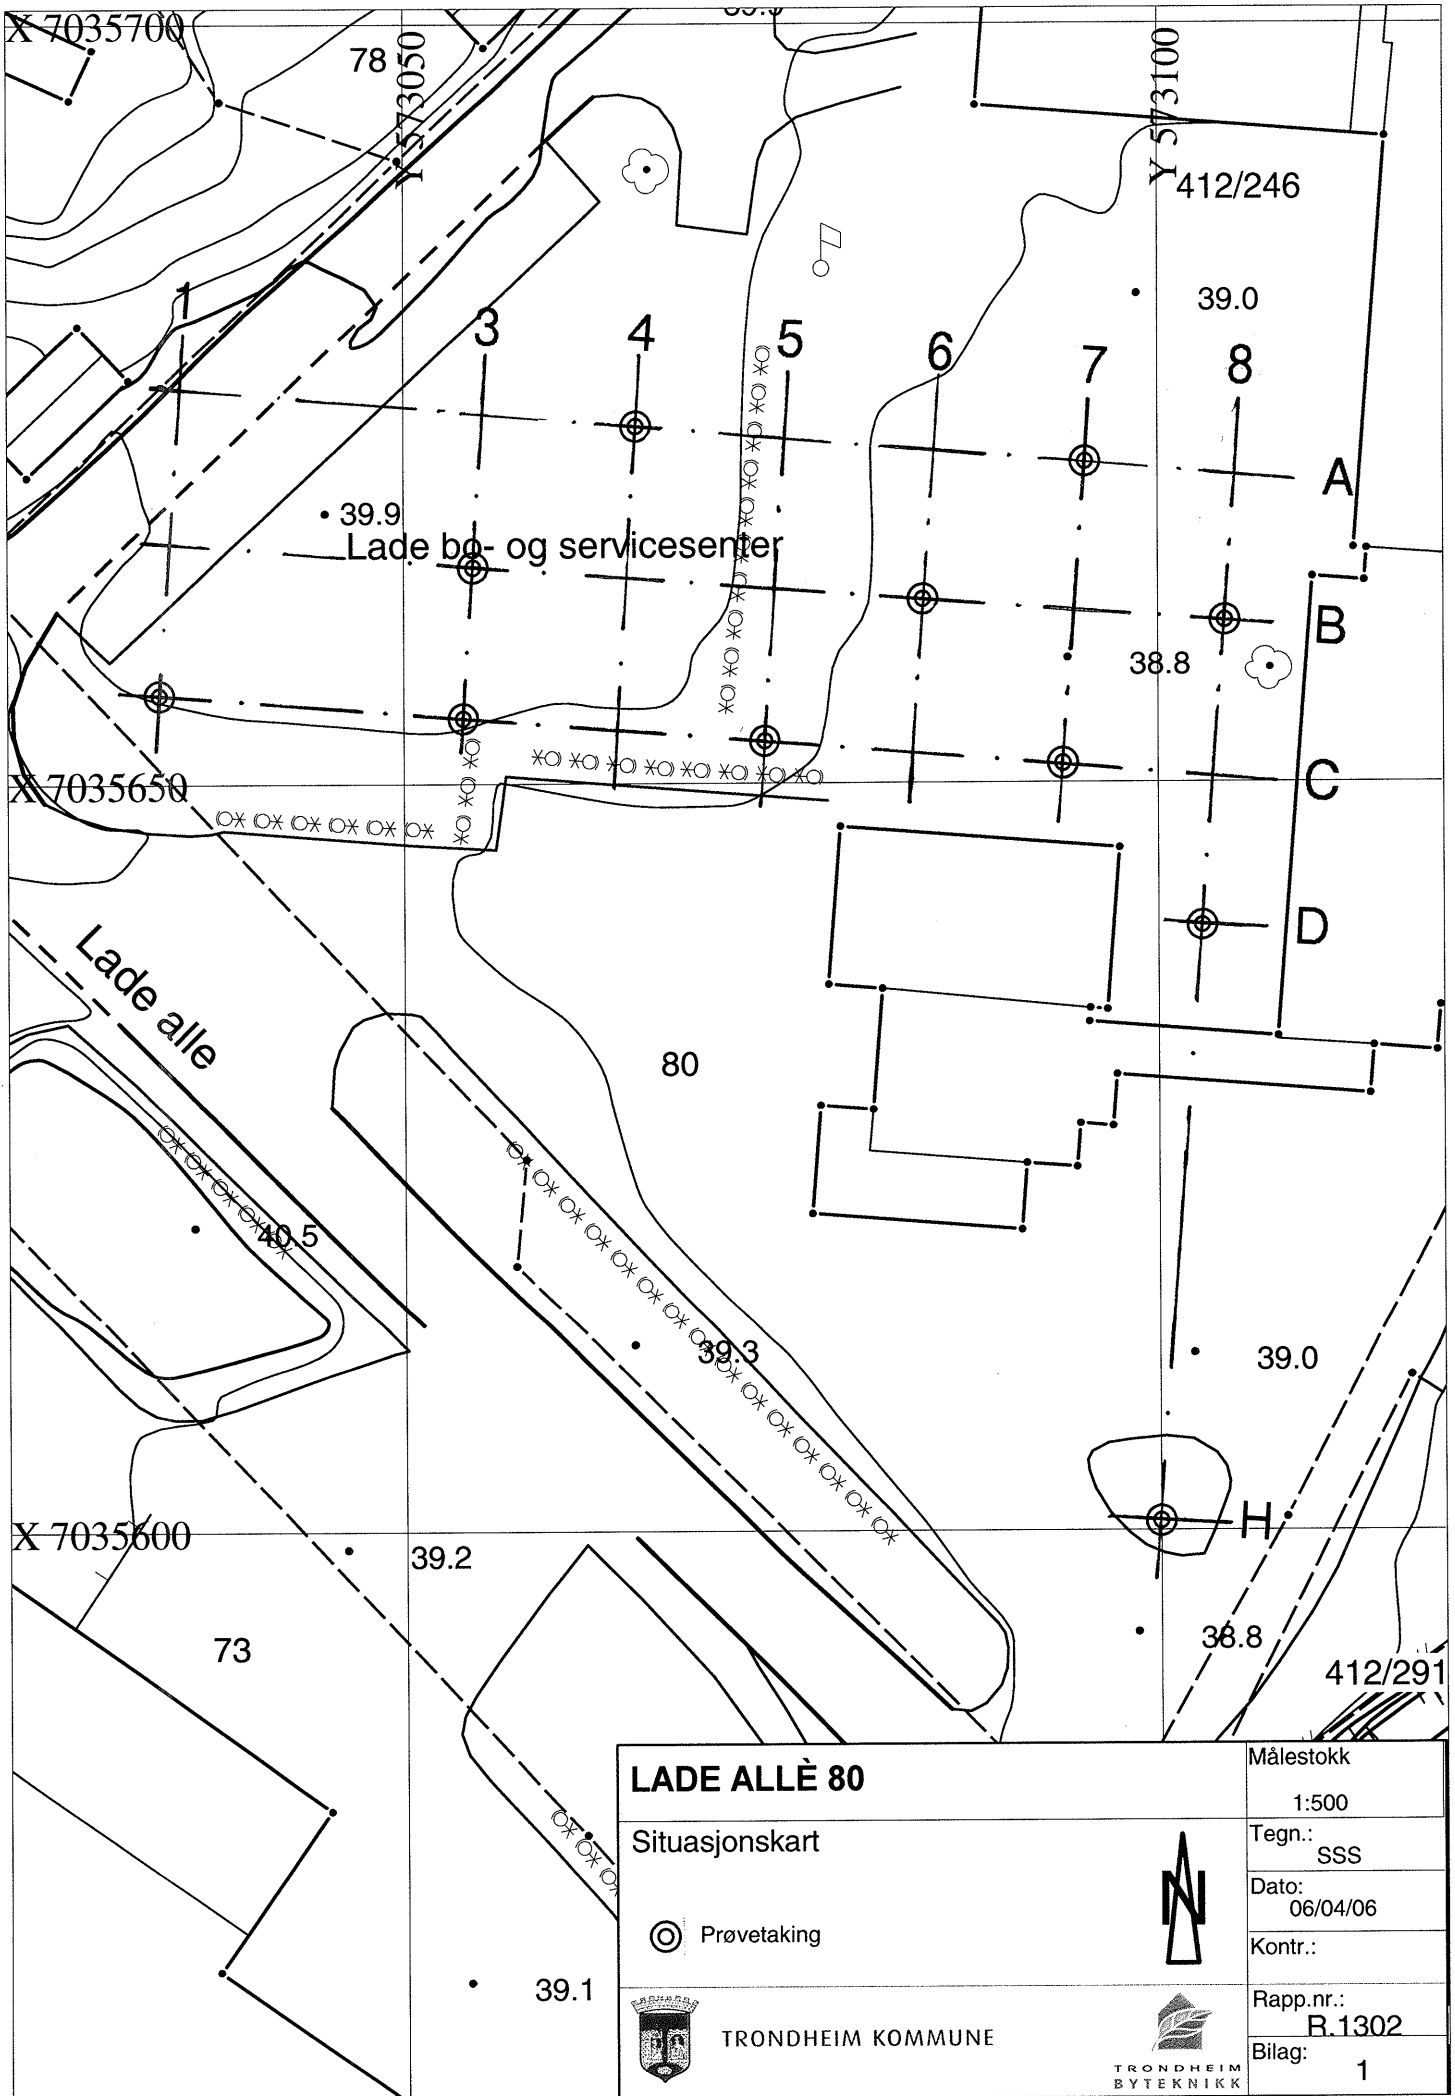 X 7035700
78
Y 573050
Y 573100
412/246
39.0
1
3
4
5
6
7
8
A
39.9
Lade bo- og servicesenter
B
38.8
X 7035650
C
D
Lade alle
80
40.5
39.3
39.0
X 7035600
H
39.2
73
38.8
412/291
39.1
LADE ALLÈ 80
Målestokk
1:500
Situasjonskart
N
Tegn.:
SSS
Dato:
06/04/06
Prøvetaking
Kontr.:
TRONDHEIM KOMMUNE
TRONDHEIM
BYTEKNIKK
Rapp.nr.:
R.1302
Bilag:
1